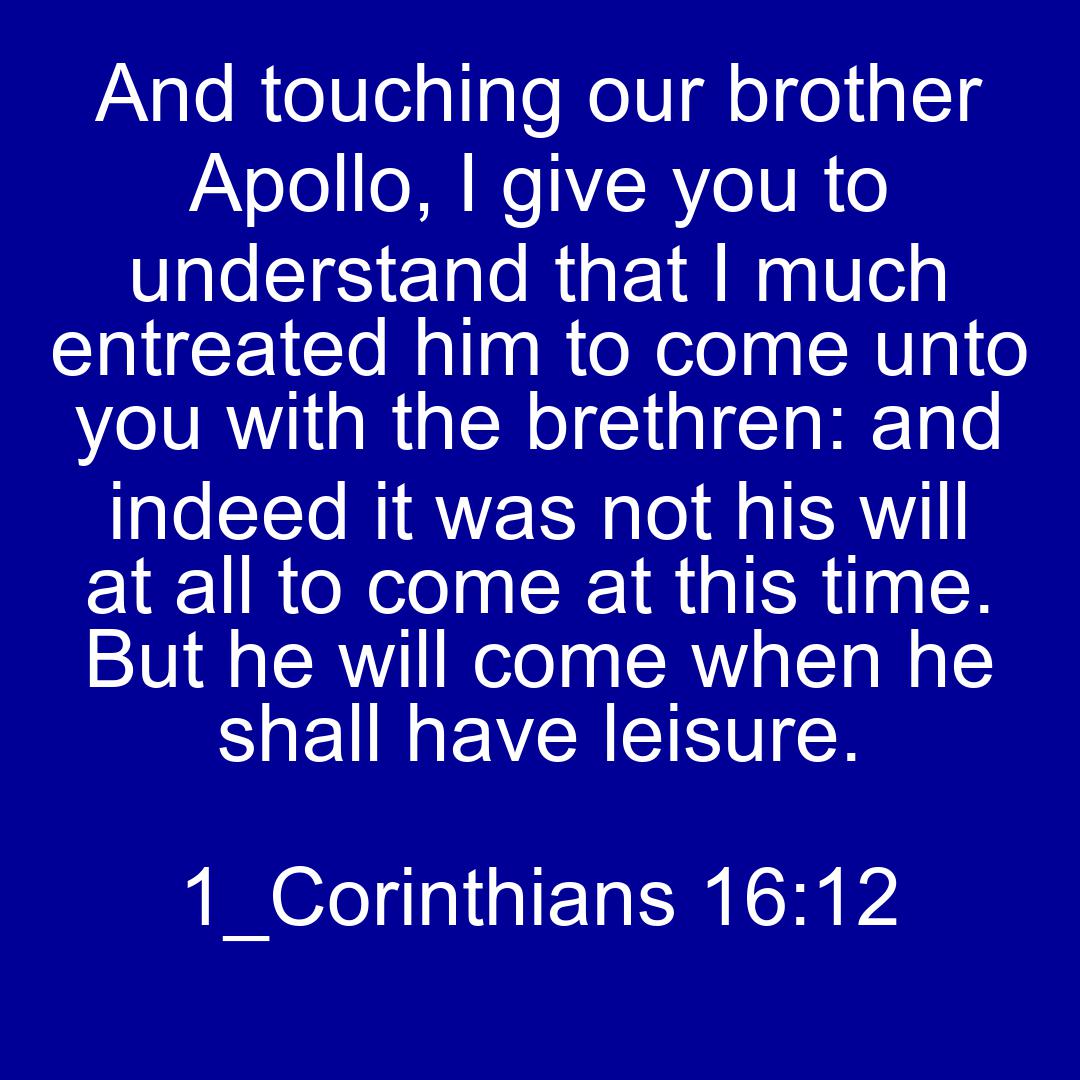 And touching our brother
Apollo, I give you to
understand that I much
entreated him to come unto
you with the brethren: and
indeed it was not his will
at all to come at this time.
But he will come when he
shall have leisure.
1_Corinthians 16:12